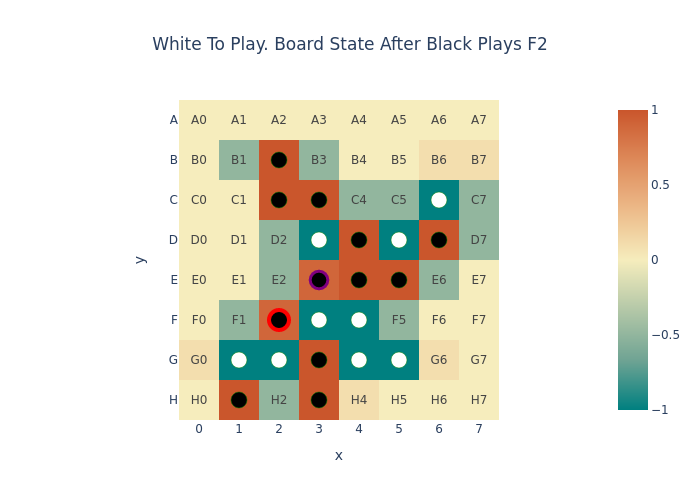 White To Play. Board State After Black Plays F2
A A0 A1 A2 A3 A4 A5 A6 A7
B B0 B1 B3 B4 B5 B6 B7
C C0 C1 C4 C5 C7
D D0 D1 D2 D7
E E0 E1 E2 E6 E7
F F0 F1 F5 F6 F7
G G0 G6 G7
H H0 H2 H4 H5 H6 H7
0 1 2 3 4 5 6 7
x
y
1
0.5
0
−0.5
−1